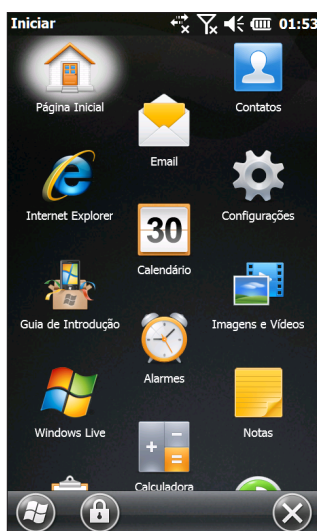 Iniciar 01:53
Página Inicial
Contatos
Email
Internet Explorer
Configurações
30
Calendário
Guia de Introdução
Imagens e Vídeos
Alarmes
Windows Live
Notas
Calculadora